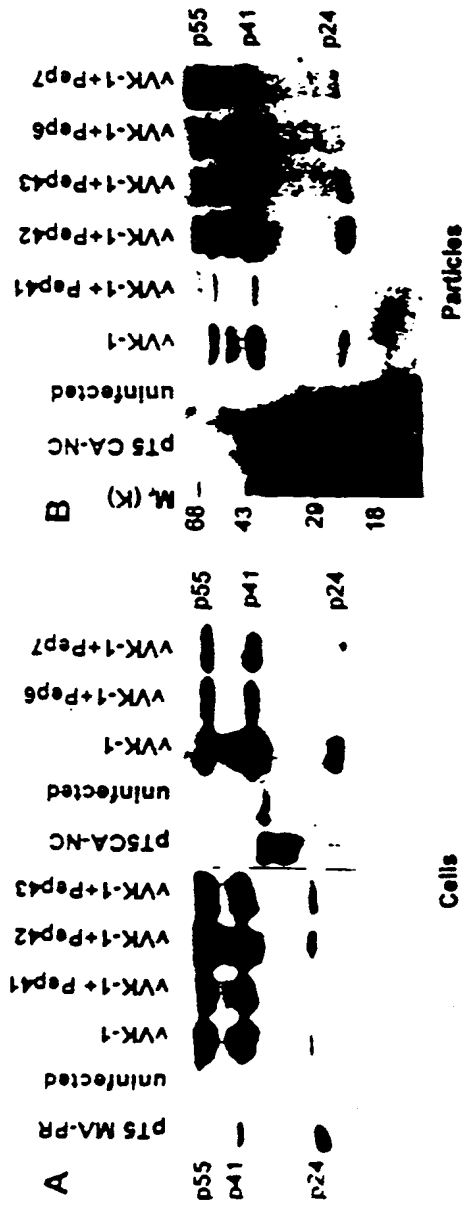 A
pT5 MA-PR
uninfected
vVK-1
vVK-1+ Pep41
vVK-1+Pep42
vVK-1+Pep43
pT5CA-NC
uninfected
vVK-1
vVK-1+Pep6
vVK-1+Pep7
p55
p41
p24
p55
p41
p24
Cells
B
Mr (K)
pT5 CA-NC
uninfected
vVK-1
vVK-1+ Pep41
vVK-1+Pep42
vVK-1+Pep43
vVK-1+Pep6
vVK-1+Pep7
68
43
29
18
p55
p41
p24
Particles